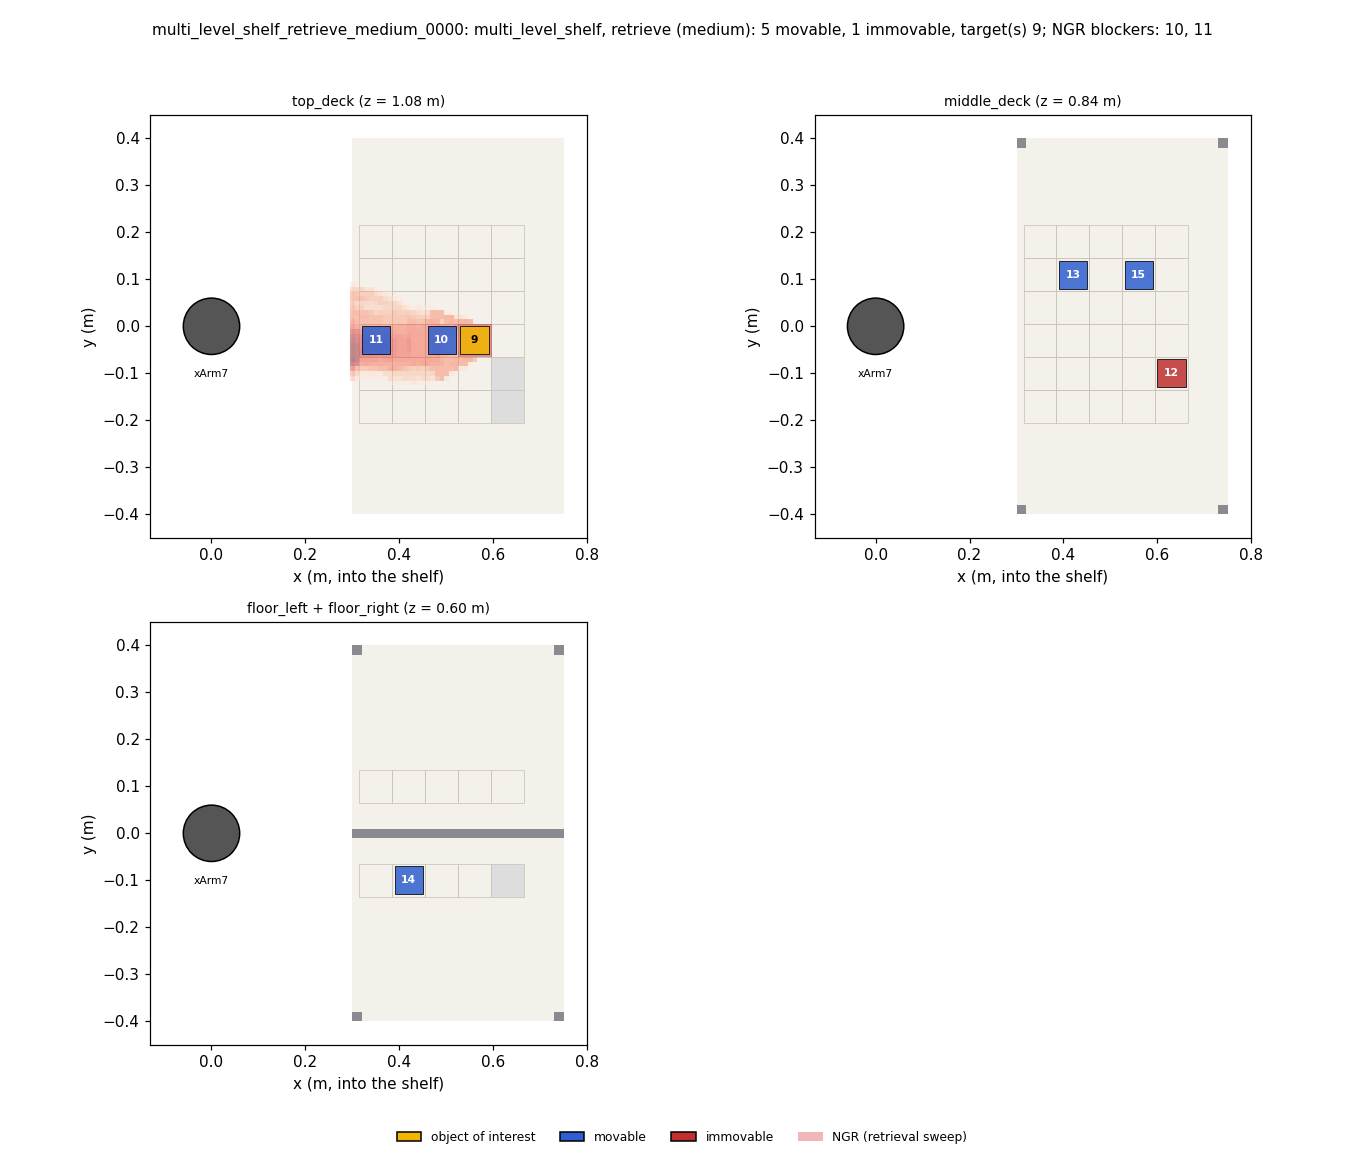 multi_level_shelf_retrieve_medium_0000: multi_level_shelf, retrieve (medium): 5 movable, 1 immovable, target(s) 9; NGR blockers: 10, 11
top_deck (z = 1.08 m)
0.4
0.3
0.2
0.1
0.0
−0.1
−0.2
−0.3
−0.4
y (m)
xArm7
11
10
9
0.0
0.2
0.4
0.6
0.8
x (m, into the shelf)
middle_deck (z = 0.84 m)
0.4
0.3
0.2
0.1
0.0
−0.1
−0.2
−0.3
−0.4
y (m)
xArm7
13
15
12
0.0
0.2
0.4
0.6
0.8
x (m, into the shelf)
floor_left + floor_right (z = 0.60 m)
0.4
0.3
0.2
0.1
0.0
−0.1
−0.2
−0.3
−0.4
y (m)
xArm7
14
0.0
0.2
0.4
0.6
0.8
x (m, into the shelf)
object of interest
movable
immovable
NGR (retrieval sweep)